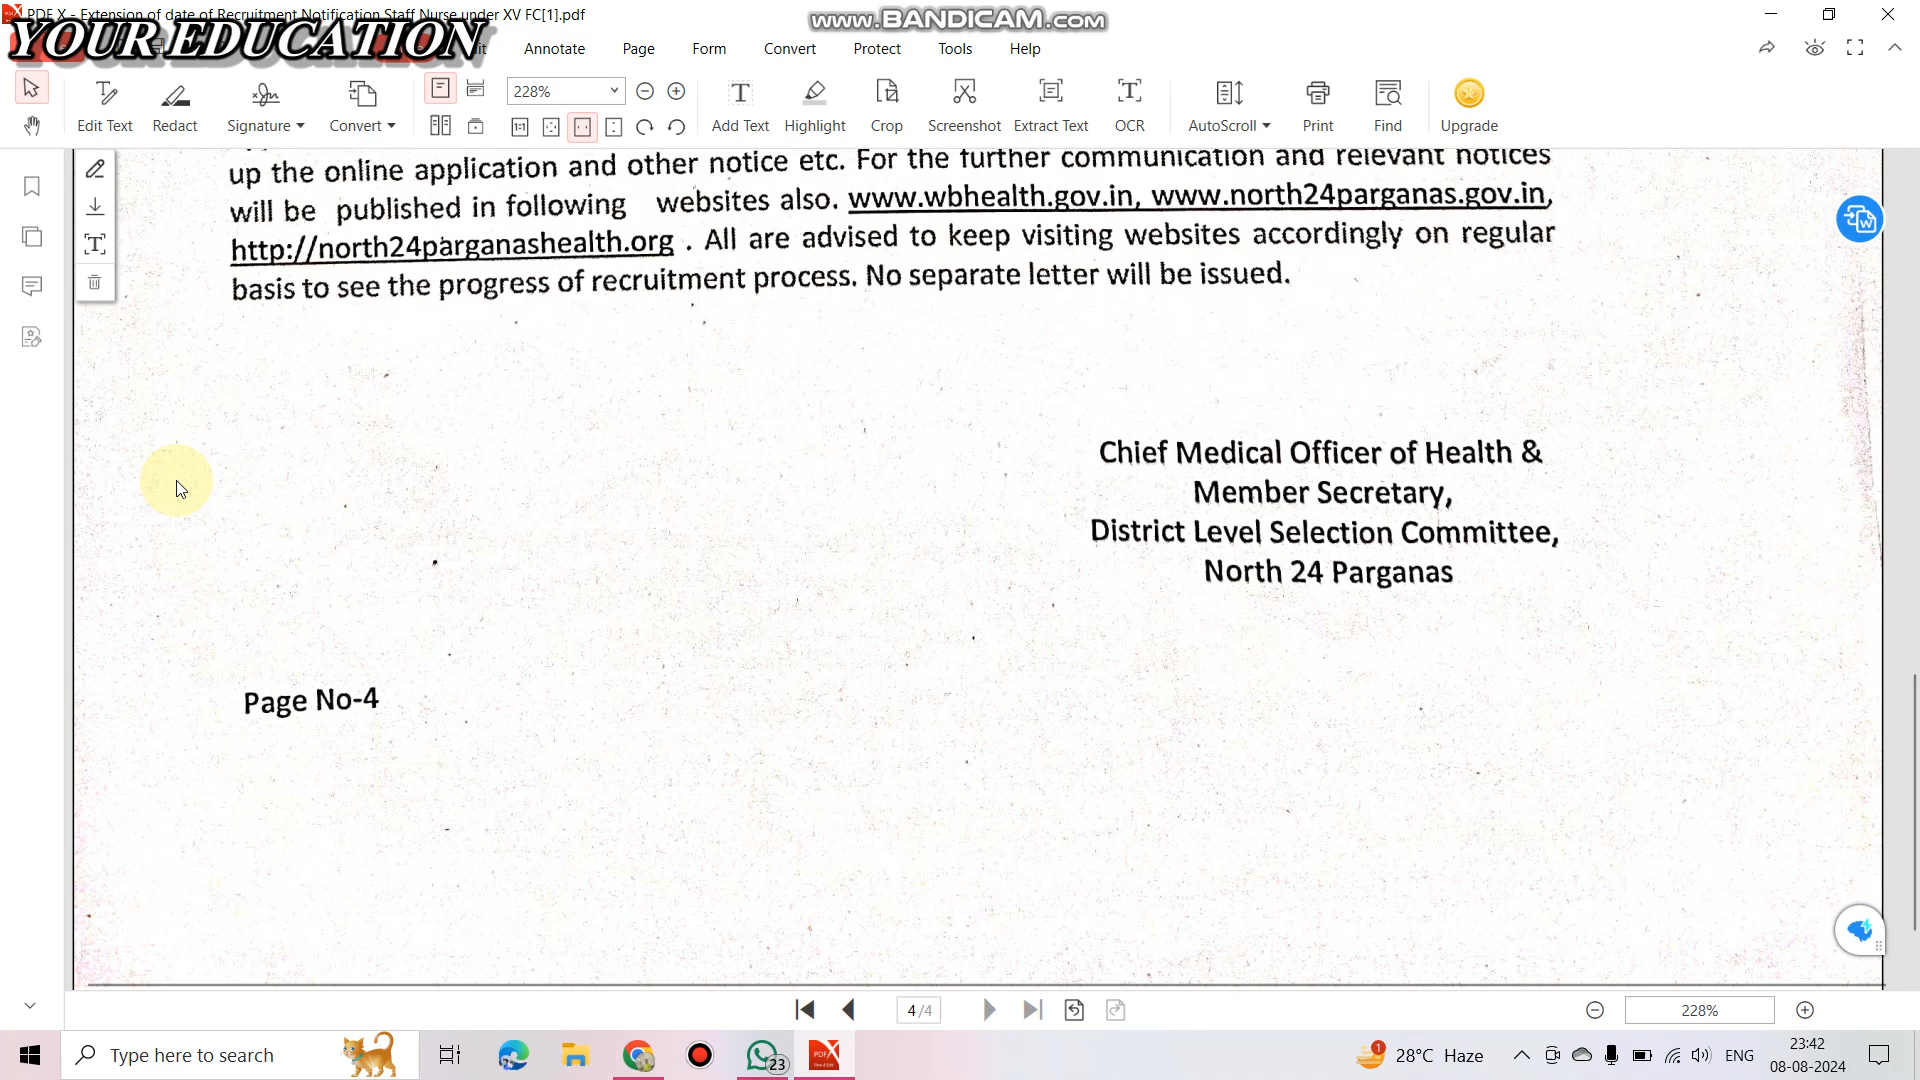 PDF X - Extension of date of Recruitment Notification Staff Nurse under XV FC[1].pdf
www.BANDICAM.com
YOUR EDUCATION
Annotate Page Form Convert Protect Tools Help
228%
Edit Text Redact Signature Convert Add Text Highlight Crop Screenshot Extract Text OCR AutoScroll Print Find Upgrade
up the online application and other notice etc. For the further communication and relevant notices
will be published in following websites also. www.wbhealth.gov.in, www.north24parganas.gov.in,
http://north24parganashealth.org . All are advised to keep visiting websites accordingly on regular
basis to see the progress of recruitment process. No separate letter will be issued.
Chief Medical Officer of Health &
Member Secretary,
District Level Selection Committee,
North 24 Parganas
Page No-4
4 /4
228%
Type here to search
23
1
28°C Haze
ENG
23:42
08-08-2024